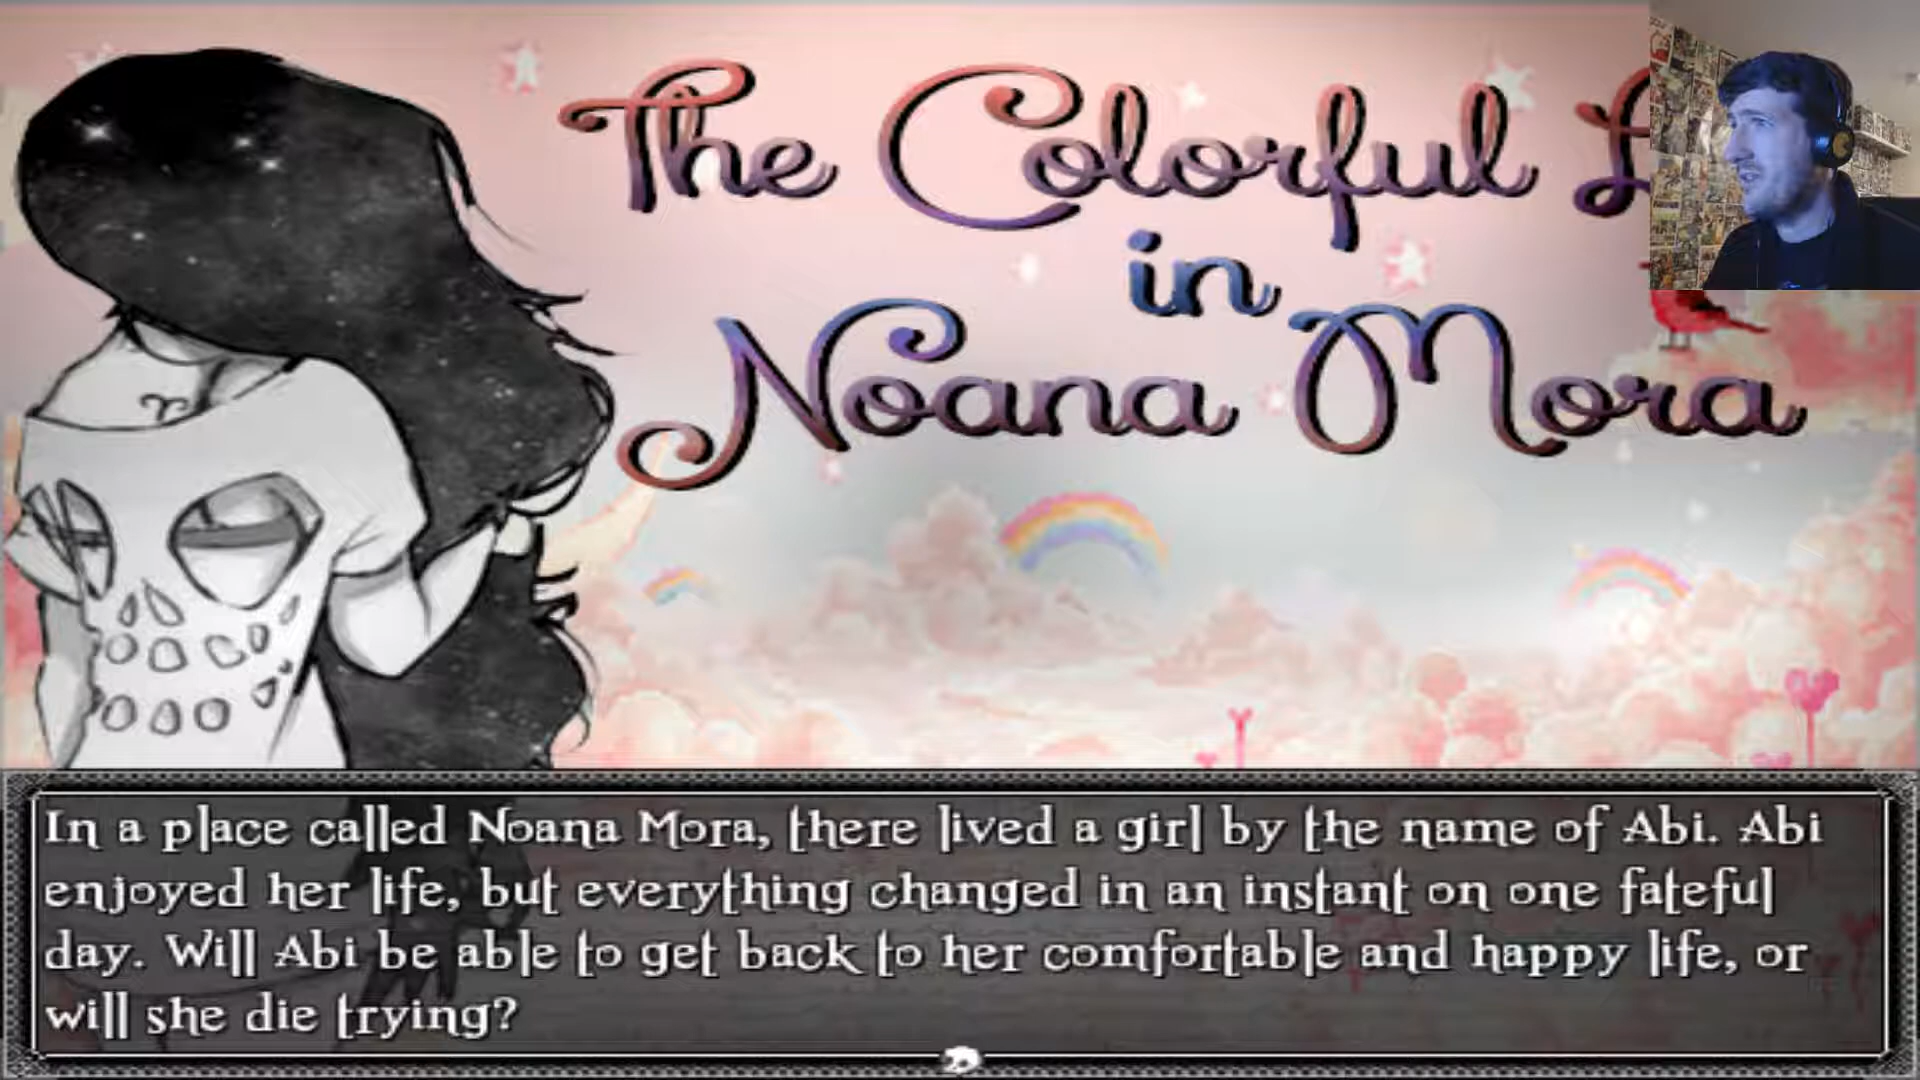 The Colorful
in
Noana Mora
In a place called Noana Mora, there lived a girl by the name of Abi. Abi
enjoyed her life, but everything changed in an instant on one fateful
day. Will Abi be able to get back to her comfortable and happy life, or
will she die trying?